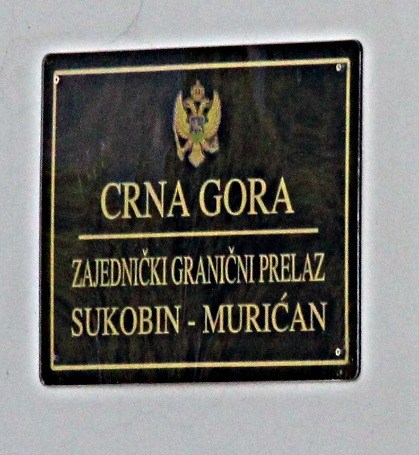 CRNA GORA
ZAJEDNIČKI GRANIČNI PRELAZ
SUKOBIN - MURIĆAN